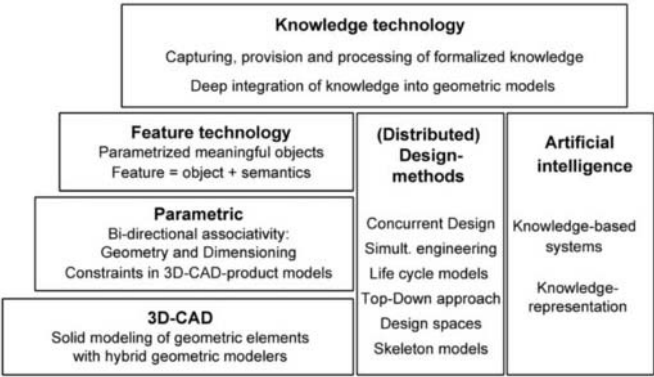 Knowledge technology
Capturing, provision and processing of formalized knowledge
Deep integration of knowledge into geometric models
Feature technology
Parametrized meaningful objects
Feature = object + semantics
Parametric
Bi-directional associativity:
Geometry and Dimensioning
Constraints in 3D-CAD-product models
3D-CAD
Solid modeling of geometric elements
with hybrid geometric modelers
(Distributed)
Design-
methods
Concurrent Design
Simult. engineering
Life cycle models
Top-Down approach
Design spaces
Skeleton models
Artificial
intelligence
Knowledge-based
systems
Knowledge-
representation